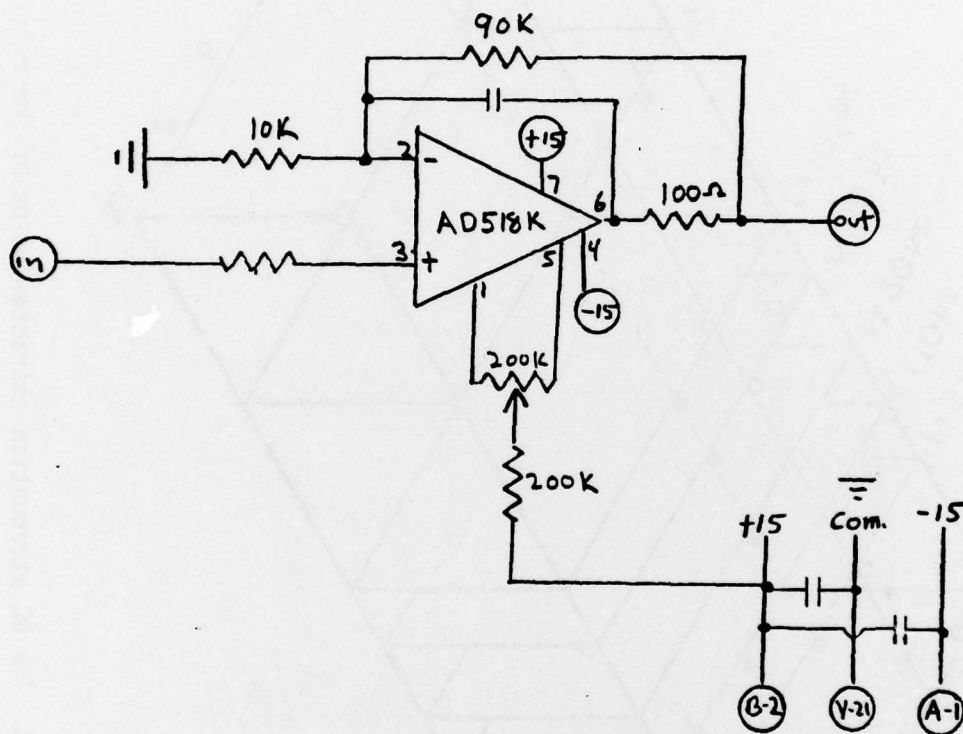 90K
10K
2 -
+15
7
AD518K
6
100Ω
out
in
3 +
5
4
1
-15
200K
200K
+15
Com.
-15
B-2
Y-21
A-1